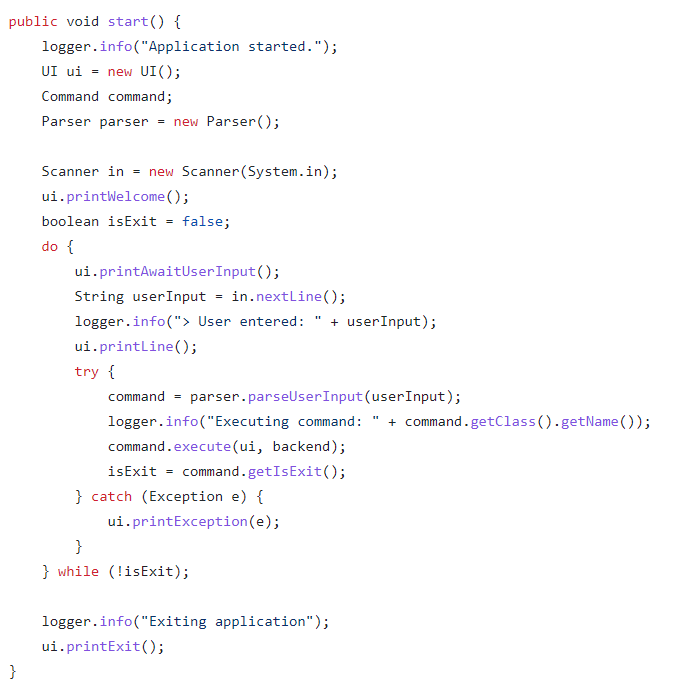 public void start() {
    logger.info("Application started.");
    UI ui = new UI();
    Command command;
    Parser parser = new Parser();

    Scanner in = new Scanner(System.in);
    ui.printWelcome();
    boolean isExit = false;
    do {
        ui.printAwaitUserInput();
        String userInput = in.nextLine();
        logger.info("> User entered: " + userInput);
        ui.printLine();
        try {
            command = parser.parseUserInput(userInput);
            logger.info("Executing command: " + command.getClass().getName());
            command.execute(ui, backend);
            isExit = command.getIsExit();
        } catch (Exception e) {
            ui.printException(e);
        }
    } while (!isExit);

    logger.info("Exiting application");
    ui.printExit();
}